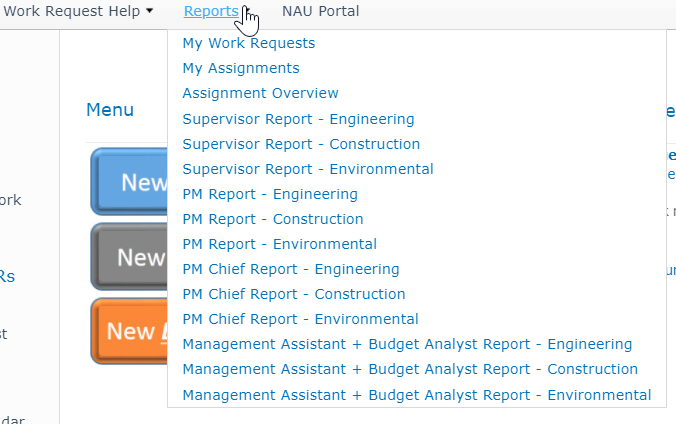 Work Request Help
Reports
NAU Portal
My Work Requests
My Assignments
Assignment Overview
Supervisor Report - Engineering
Supervisor Report - Construction
Supervisor Report - Environmental
PM Report - Engineering
PM Report - Construction
PM Report - Environmental
PM Chief Report - Engineering
PM Chief Report - Construction
PM Chief Report - Environmental
Management Assistant + Budget Analyst Report - Engineering
Management Assistant + Budget Analyst Report - Construction
Management Assistant + Budget Analyst Report - Environmental
Menu
New
New
New